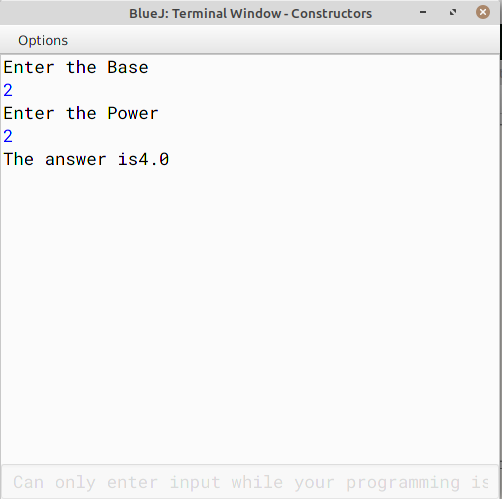 BlueJ: Terminal Window - Constructors
Options
Enter the Base
2
Enter the Power
2
The answer is4.0
Can only enter input while your programming is